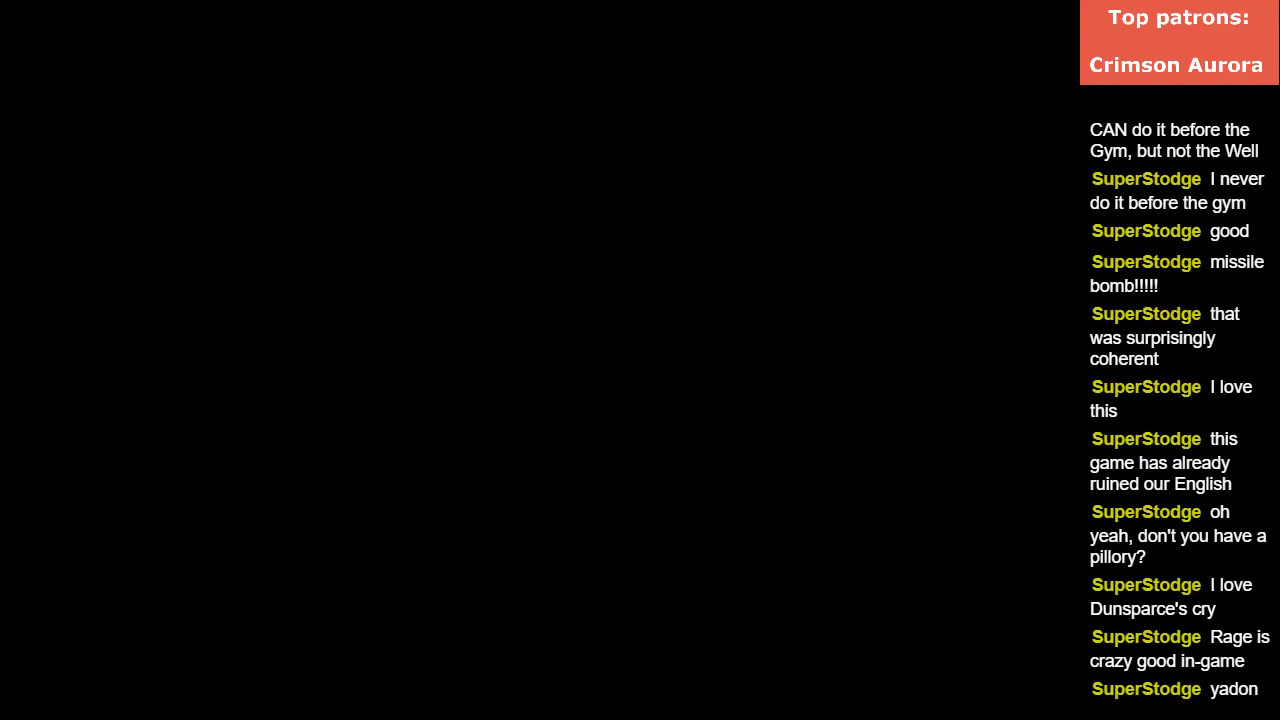 Top patrons:
Crimson Aurora
CAN do it before the
Gym, but not the Well
SuperStodge I never
do it before the gym
SuperStodge good
SuperStodge missile
bomb!!!!!
SuperStodge that
was surprisingly
coherent
SuperStodge I love
this
SuperStodge this
game has already
ruined our English
SuperStodge oh
yeah, don't you have a
pillory?
SuperStodge I love
Dunsparce's cry
SuperStodge Rage is
crazy good in-game
SuperStodge yadon